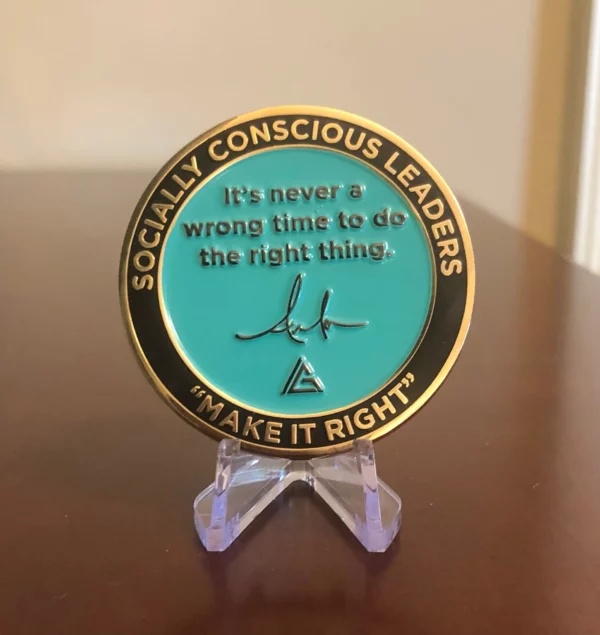 SOCIALLY CONSCIOUS LEADERS
It's never a
wrong time to do
the right thing.
"MAKE IT RIGHT"